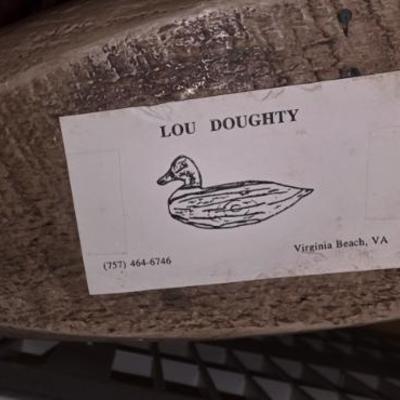 LOU DOUGHTY
(757) 464-6746
Virginia Beach, VA